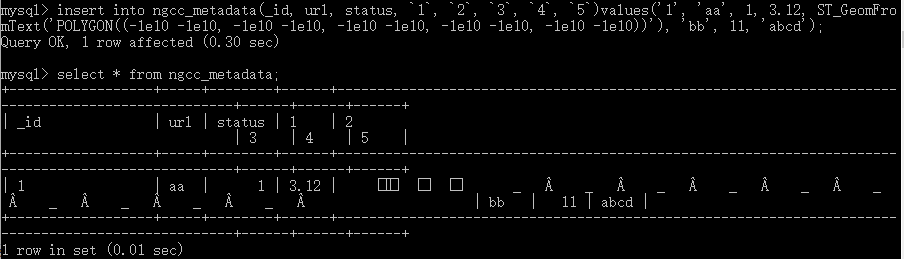 mysql> insert into ngcc_metadata(_id, url, status, `1`, `2`, `3`, `4`, `5`)values('1', 'aa', 1, 3.12, ST_GeomFro
mText('POLYGON((-1e10 -1e10, -1e10 -1e10, -1e10 -1e10, -1e10 -1e10, -1e10 -1e10))'), 'bb', 11, 'abcd');
Query OK, 1 row affected (0.30 sec)
mysql> select * from ngcc_metadata;
| _id | url | status | 1 | 2
| 3 | 4 | 5 |
| 1 | aa | 1 | 3.12 | _ Â _ Â _ Â _ Â _ Â _
Â _ Â _ Â _ Â _ Â | bb | 11 | abcd |
1 row in set (0.01 sec)